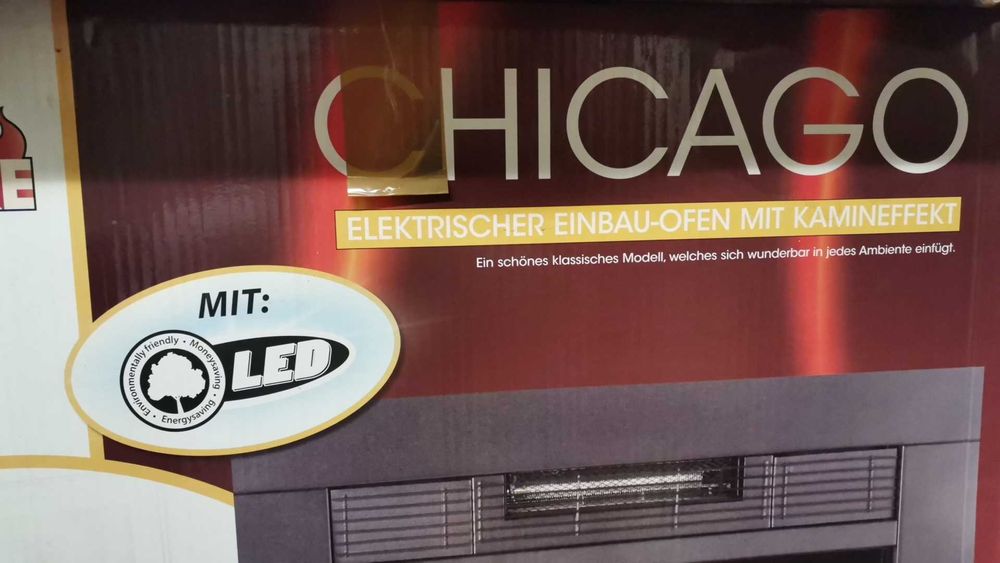 CHICAGO
ELEKTRISCHER EINBAU-OFEN MIT KAMINEFFEKT
Ein schönes klassisches Modell, welches sich wunderbar in jedes Ambiente einfügt.
MIT:
LED
Environmentally friendly • Moneysaving • Energysaving •